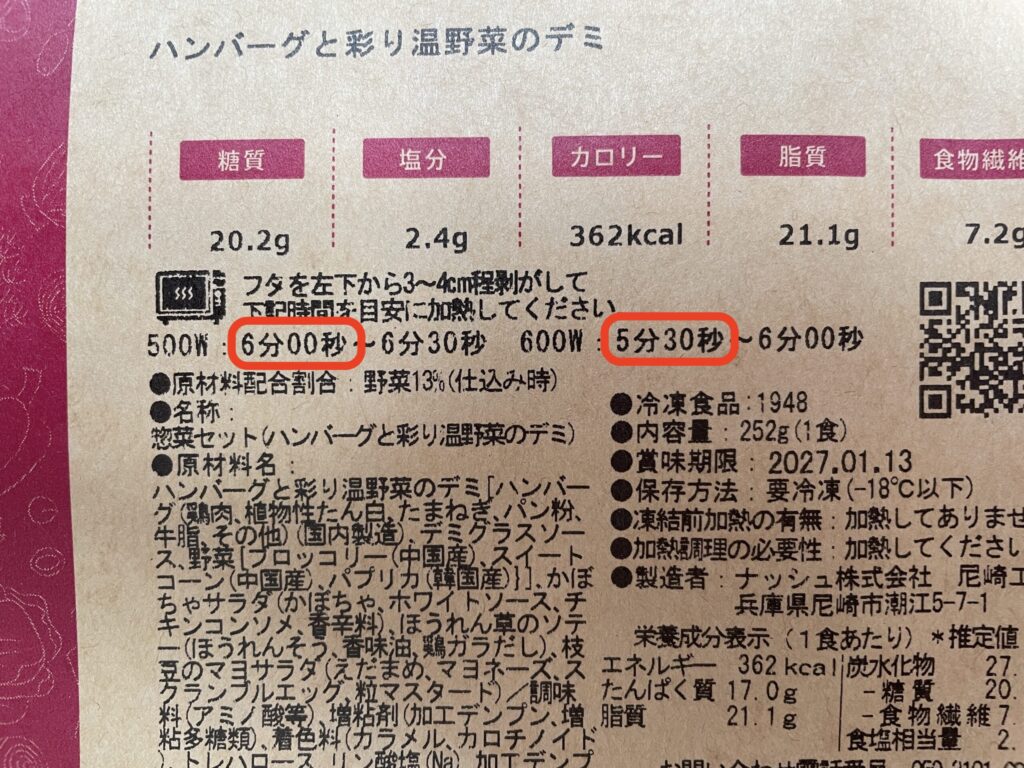 ハンバーグと彩り温野菜のデミ
糖質 塩分 カロリー 脂質 食物繊維
20.2g 2.4g 362kcal 21.1g 7.2g
フタを左下から3〜4cm程剥がして
下記時間を目安に加熱してください
500W : 6分00秒〜6分30秒 600W : 5分30秒〜6分00秒
●原材料配合割合:野菜13%(仕込み時)
●名称:
惣菜セット(ハンバーグと彩り温野菜のデミ)
●原材料名:
ハンバーグと彩り温野菜のデミ[ハンバー
グ(鶏肉、植物性たん白、たまねぎ、パン粉、
牛脂、その他)(国内製造)、デミグラスソー
ス、野菜[ブロッコリー(中国産)、スイート
コーン(中国産)、パプリカ(韓国産)}]、かぼ
ちゃサラダ(かぼちゃ、ホワイトソース、チ
キンコンソメ、香辛料)、ほうれん草のソテ
ー(ほうれんそう、香味油、鶏ガラだし)、枝
豆のマヨサラダ(えだまめ、マヨネーズ、ス
クランブルエッグ、粒マスタード)/調味
料(アミノ酸等)、増粘剤(加工デンプン、増
粘多糖類)、着色料(カラメル、カロチノイド
)、トレハロース、リン酸塩(Na)、加工デンプ
●冷凍食品:1948
●内容量:252g(1食)
●賞味期限:2027.01.13
●保存方法:要冷凍(-18℃以下)
●凍結前加熱の有無:加熱してありませ
●加熱調理の必要性:加熱してください
●製造者:ナッシュ株式会社 尼崎工
兵庫県尼崎市潮江5-7-1
栄養成分表示(1食あたり)*推定値
エネルギー 362kcal 炭水化物 27.
たんぱく質 17.0g -糖質 20.
脂質 21.1g -食物繊維 7.
食塩相当量 2.